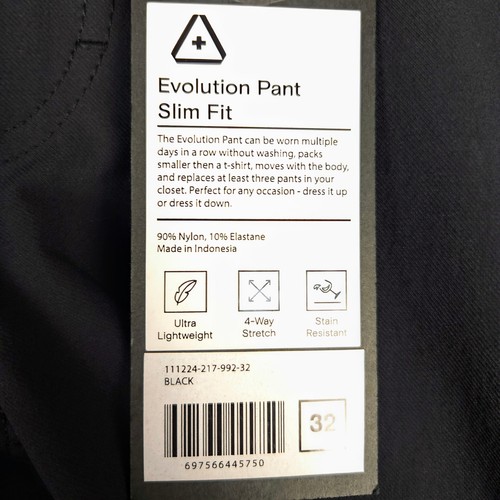 Evolution Pant
Slim Fit
The Evolution Pant can be worn multiple
days in a row without washing, packs
smaller then a t-shirt, moves with the body,
and replaces at least three pants in your
closet. Perfect for any occasion - dress it up
or dress it down.
90% Nylon, 10% Elastane
Made in Indonesia
Ultra
Lightweight
4-Way
Stretch
Stain
Resistant
111224-217-992-32
BLACK
32
697566445750